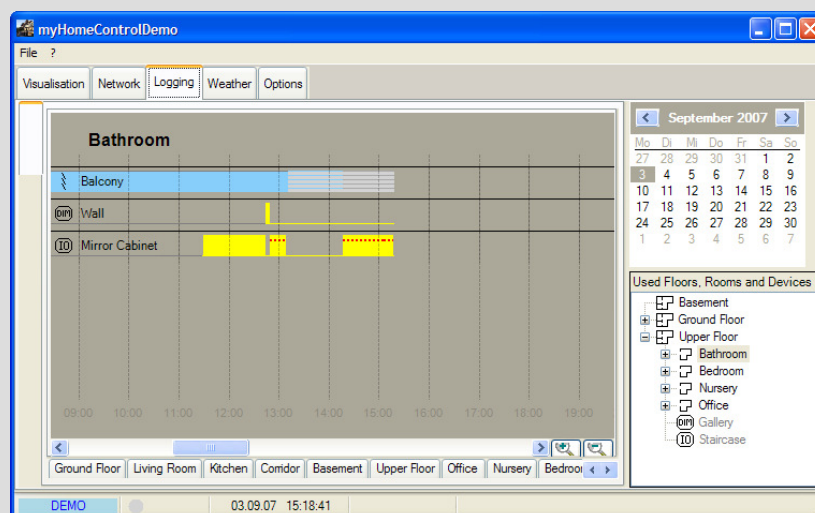 myHomeControlDemo
File ?
Visualisation Network Logging Weather Options
Bathroom
Balcony
DIM Wall
IO Mirror Cabinet
09:00 10:00 11:00 12:00 13:00 14:00 15:00 16:00 17:00 18:00 19:00
Ground Floor Living Room Kitchen Corridor Basement Upper Floor Office Nursery Bedroo
September 2007
Mo Di Mi Do Fr Sa So
27 28 29 30 31 1 2
3 4 5 6 7 8 9
10 11 12 13 14 15 16
17 18 19 20 21 22 23
24 25 26 27 28 29 30
1 2 3 4 5 6 7
Used Floors, Rooms and Devices
Basement
Ground Floor
Upper Floor
Bathroom
Bedroom
Nursery
Office
DIM Gallery
IO Staircase
DEMO 03.09.07 15:18:41